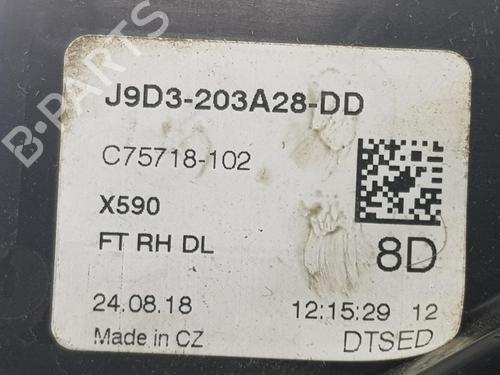 J9D3-203A28-DD
C75718-102
X590
FT RH DL
8D
24.08.18
12:15:29 12
Made in CZ
DTSED
B-PARTS